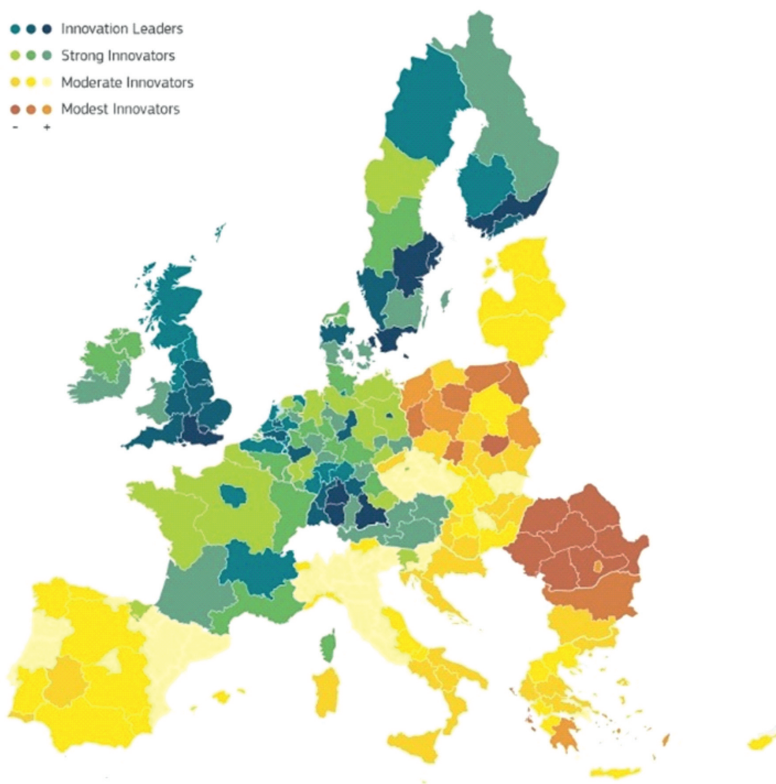 Innovation Leaders
Strong Innovators
Moderate Innovators
Modest Innovators
- +